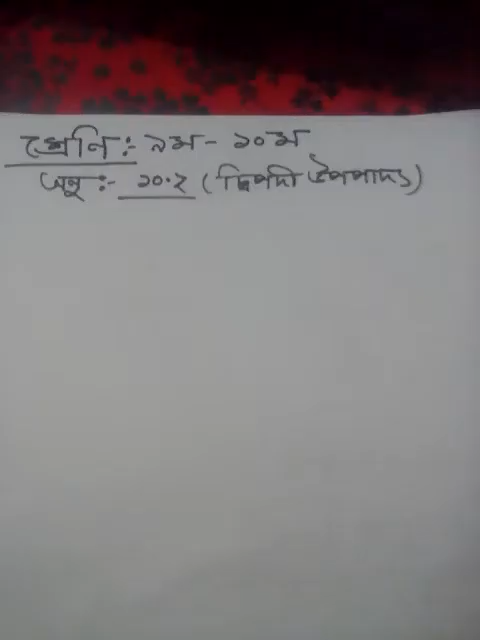 শ্রেণি:- ৯ম - ১০ম
অনু:- ১০.২ (দ্বিপদী উপপাদ্য)